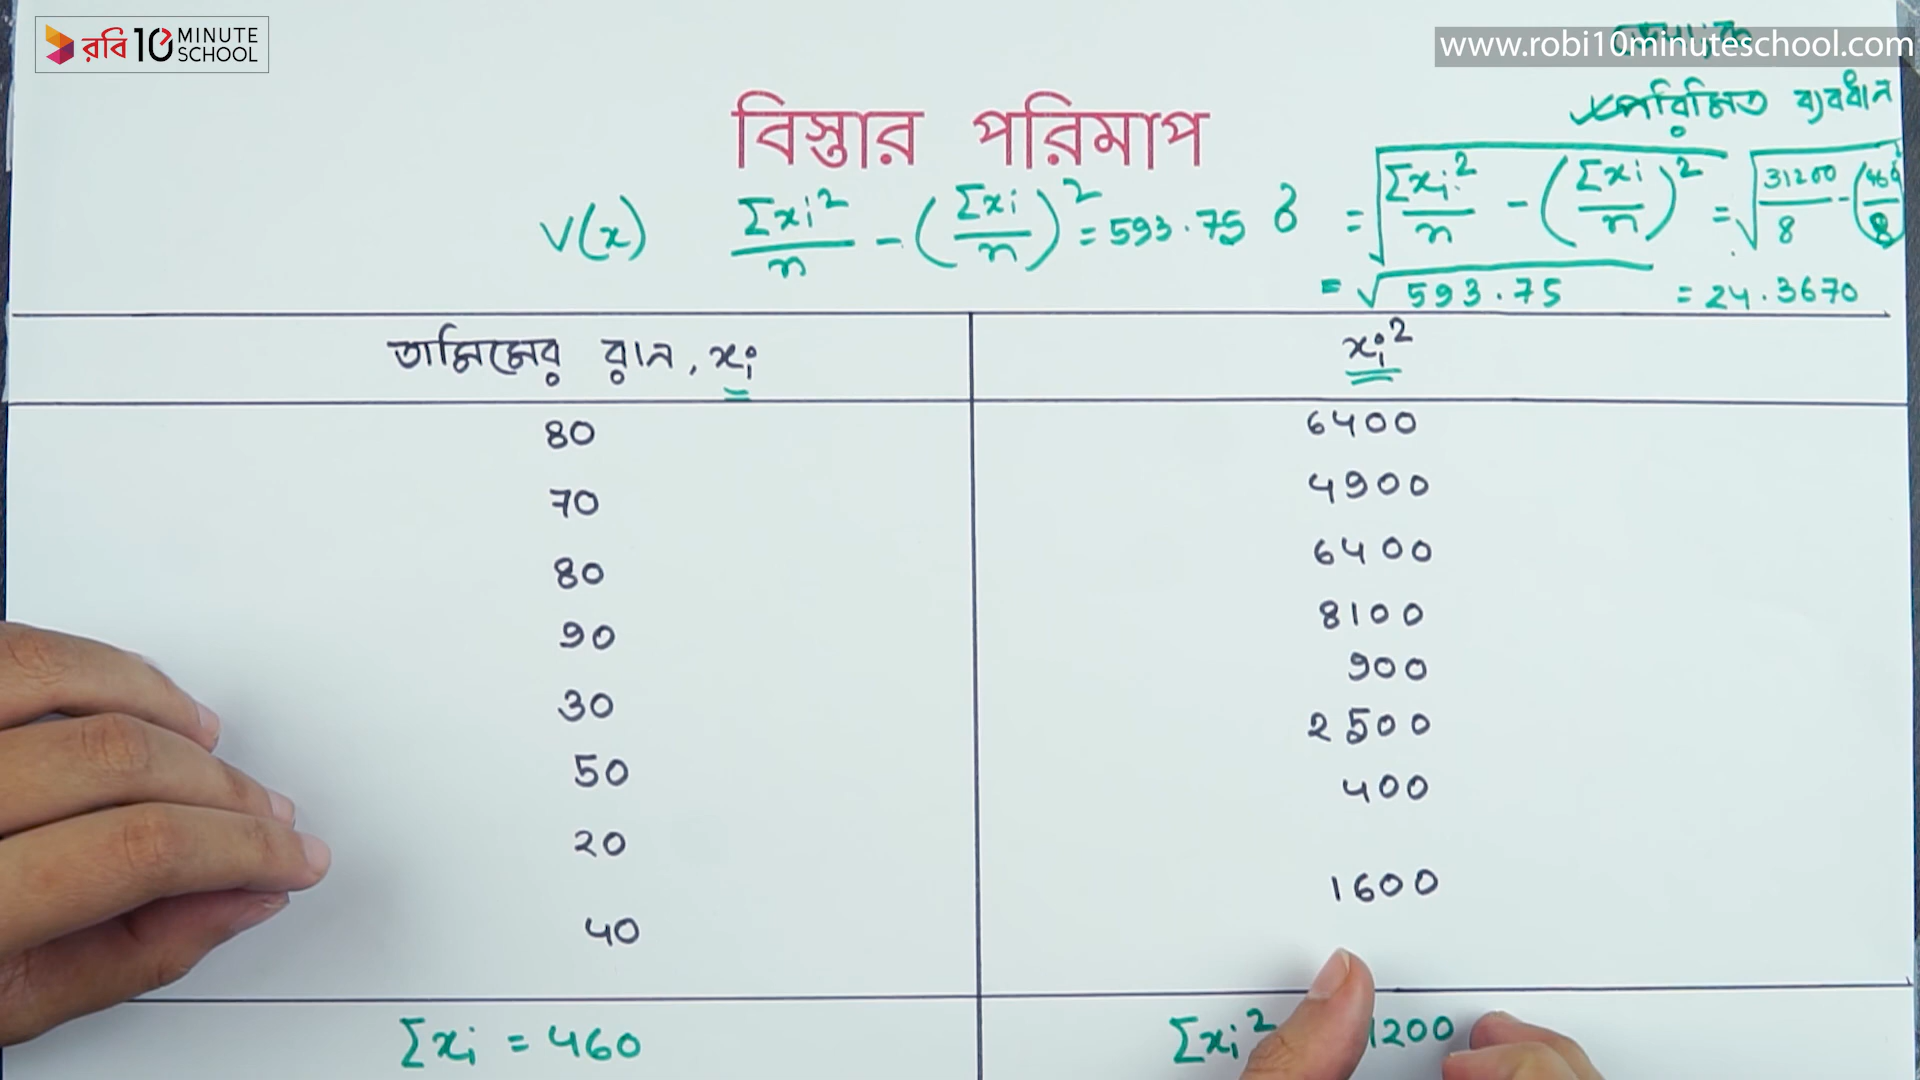 রবি 10 MINUTE SCHOOL
www.robi10minuteschool.com
পরিমিত ব্যবধান
বিস্তার পরিমাপ
V(x) Σxi²/n - (Σxi/n)² = 593.75
= √(Σxi²/n - (Σxi/n)²) = √(31200/8 - (460/8
= √593.75 = 24.3670
তামিমের রান, xi xi²
80 6400
70 4900
80 6400
90 8100
30 900
50 2500
20 400
40 1600
Σxi = 460 Σxi² 1200